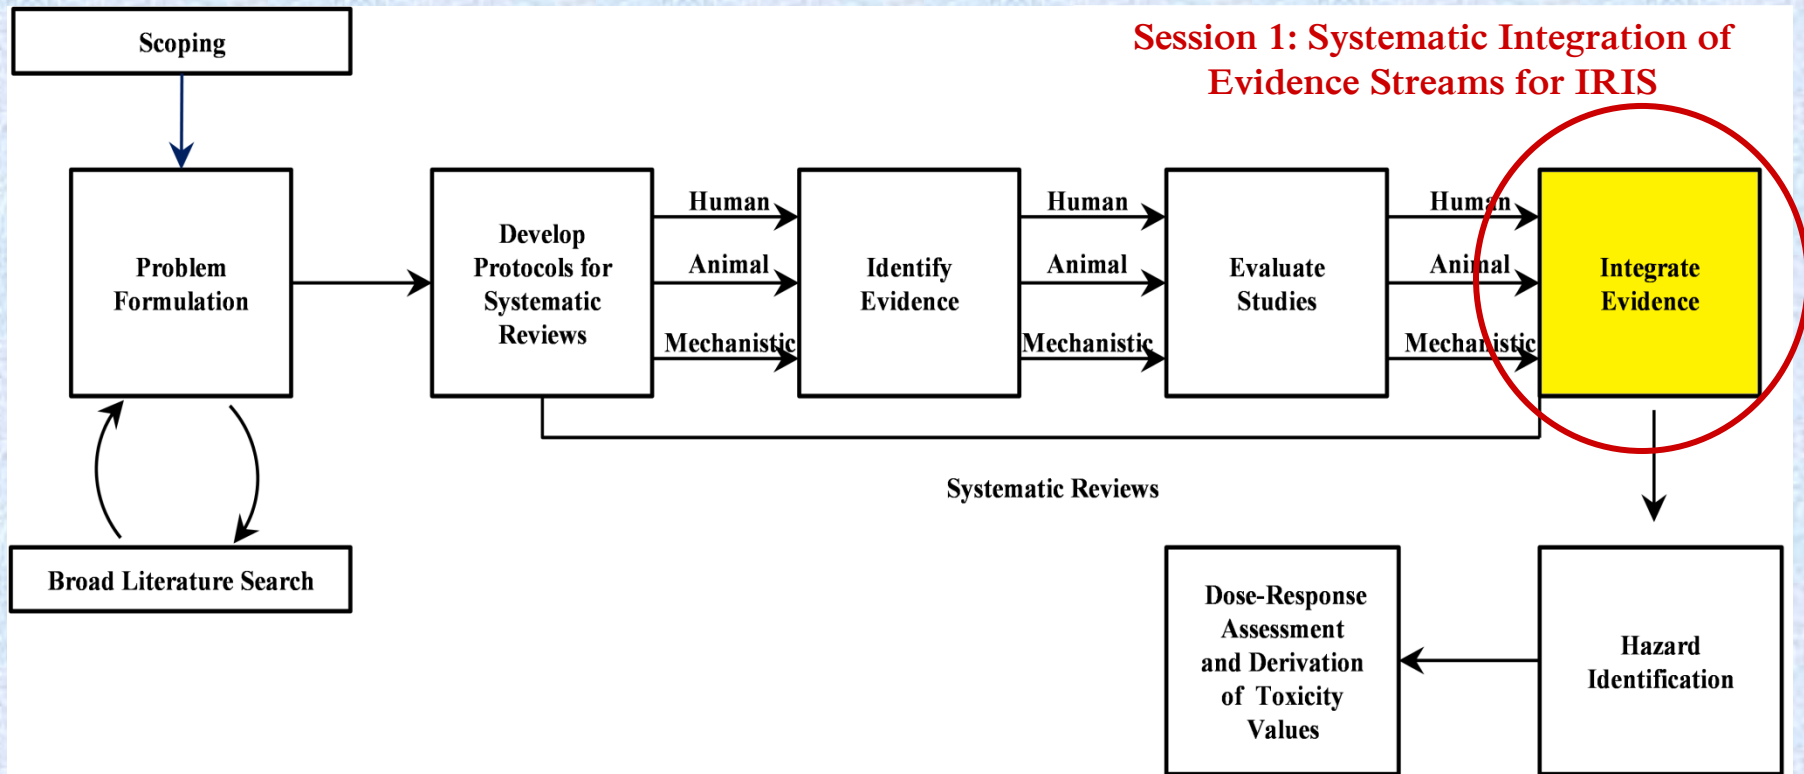 Scoping
Session 1: Systematic Integration of
Evidence Streams for IRIS
Problem
Formulation
Develop
Protocols for
Systematic
Reviews
Human
Animal
Mechanistic
Identify
Evidence
Human
Animal
Mechanistic
Evaluate
Studies
Human
Animal
Mechanistic
Integrate
Evidence
Systematic Reviews
Broad Literature Search
Dose-Response
Assessment
and Derivation
of Toxicity
Values
Hazard
Identification